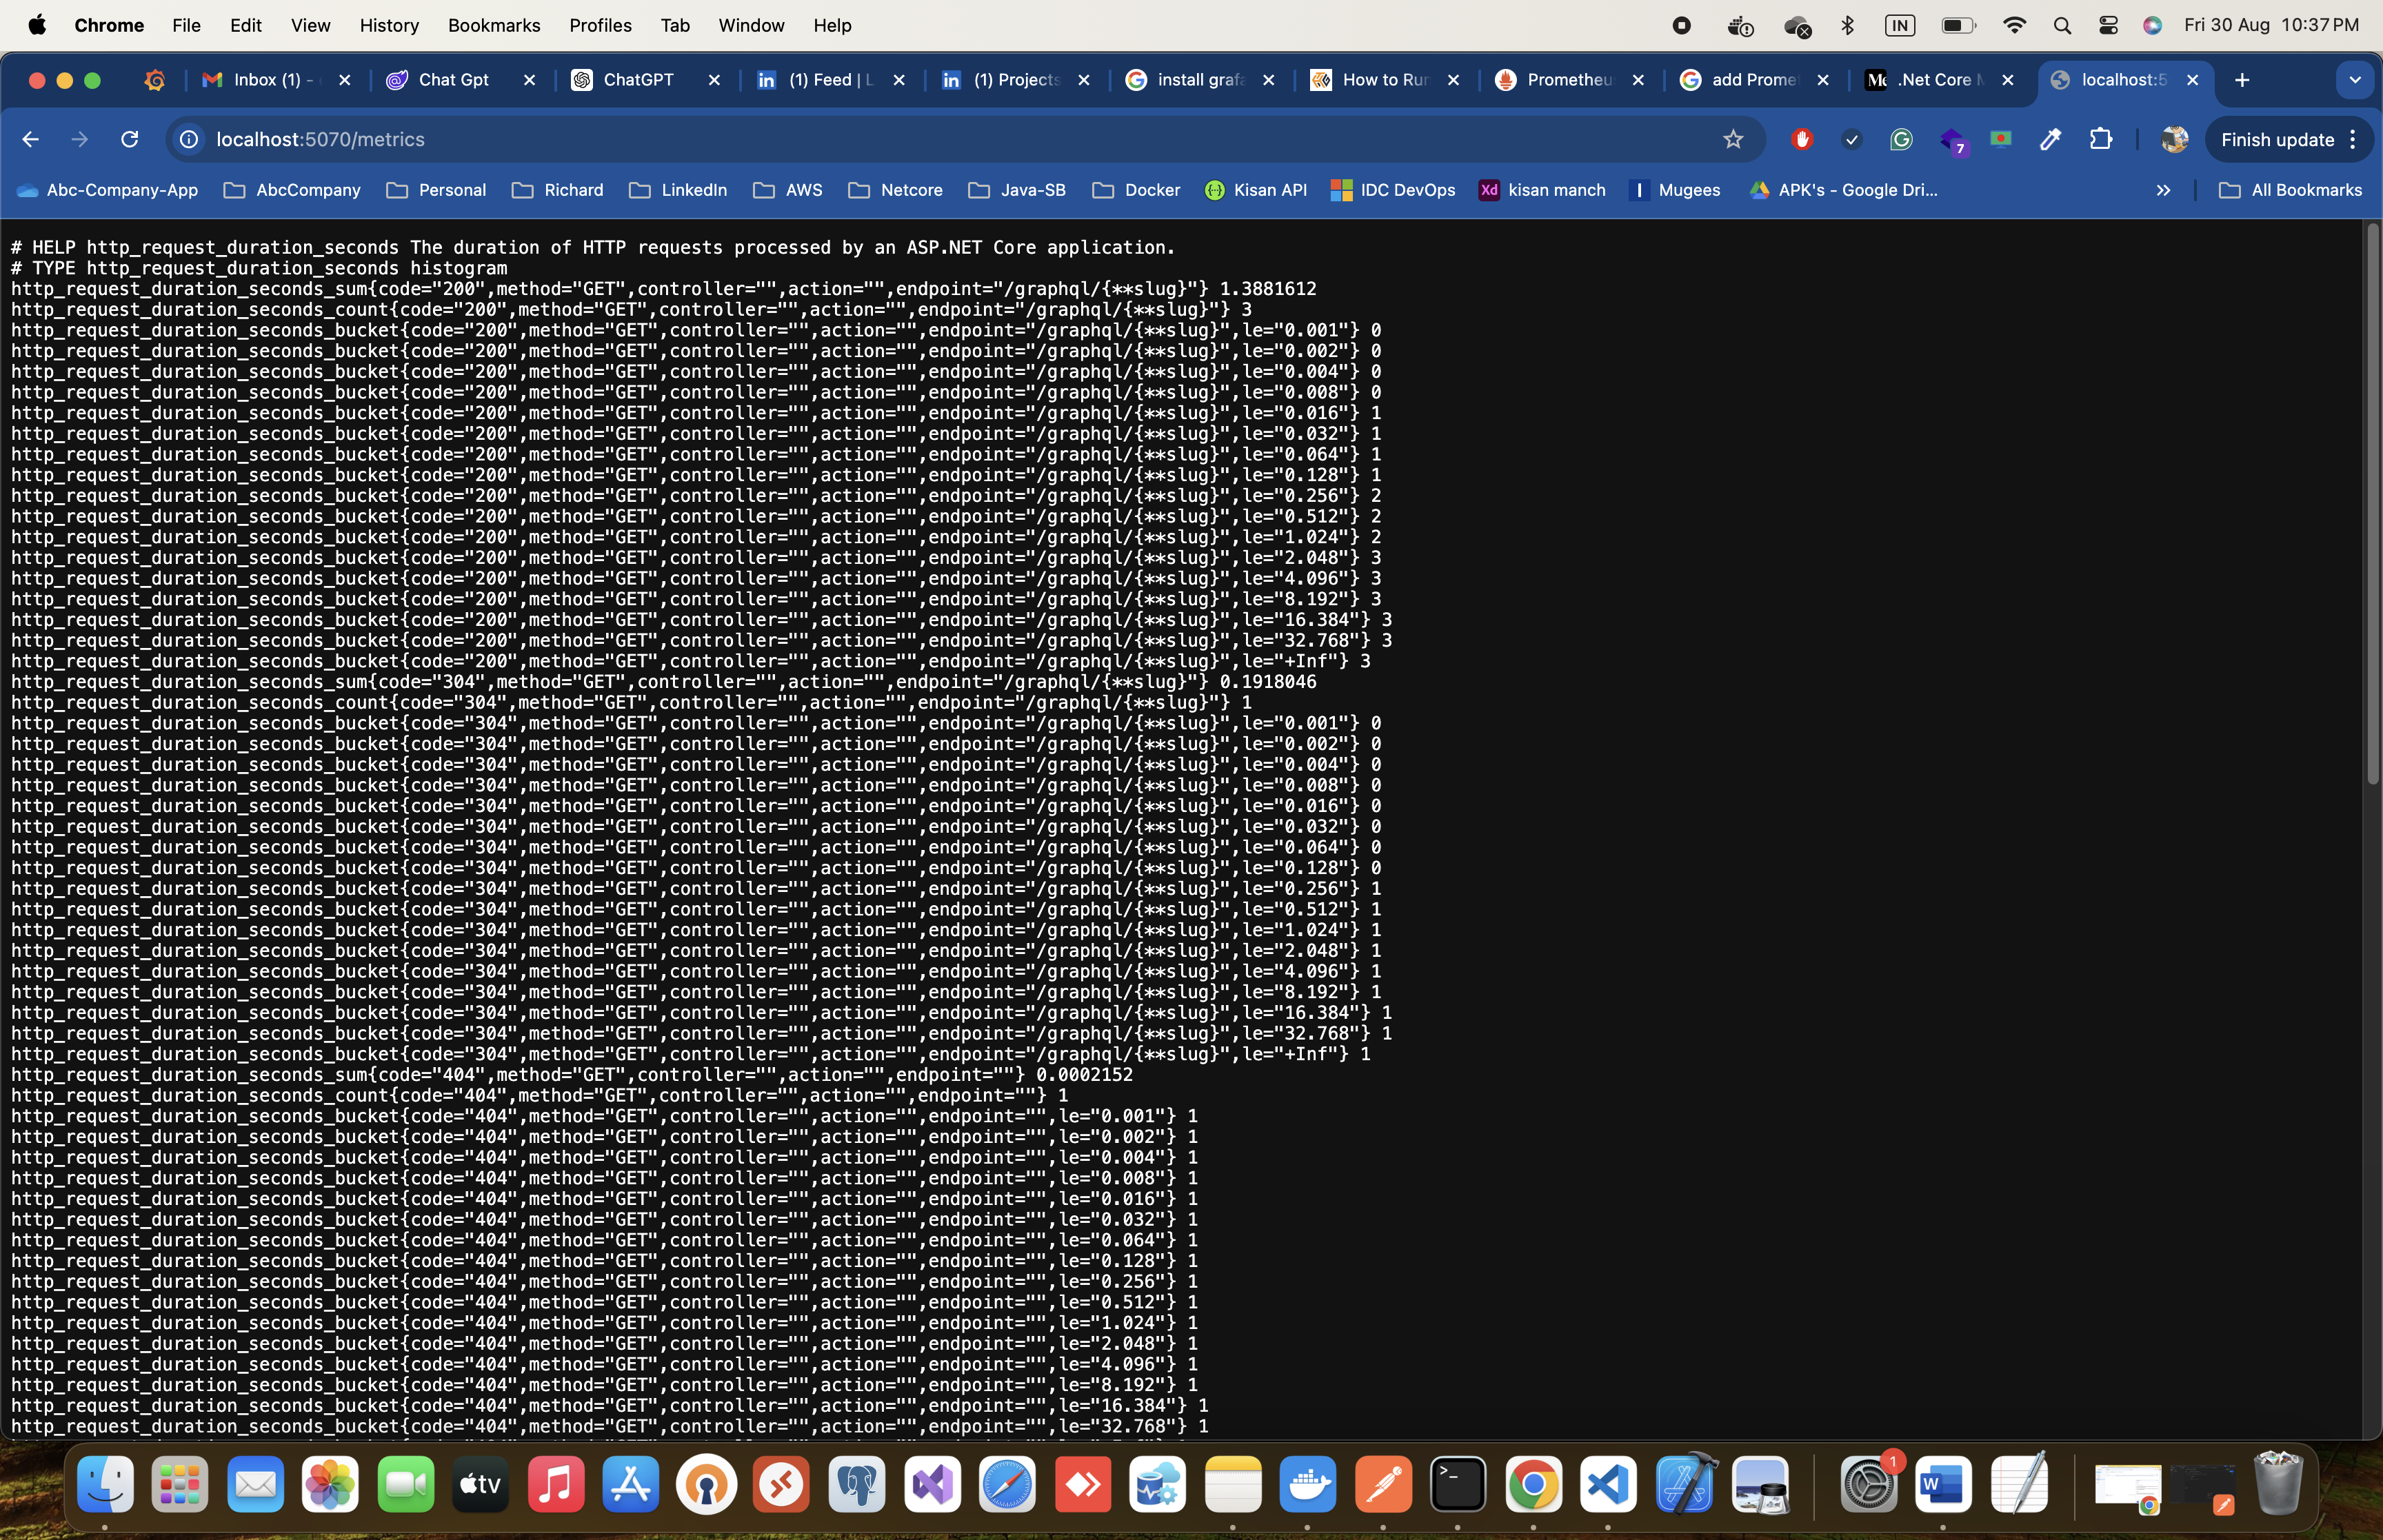 Chrome File Edit View History Bookmarks Profiles Tab Window Help IN Fri 30 Aug 10:37 PM
Inbox (1) - Chat Gpt ChatGPT (1) Feed | L (1) Projects install grafa How to Run Prometheu add Promet .Net Core M localhost:5
localhost:5070/metrics 7 Finish update
Abc-Company-App AbcCompany Personal Richard LinkedIn AWS Netcore Java-SB Docker Kisan API IDC DevOps Xd kisan manch Mugees APK's - Google Dri... All Bookmarks
# HELP http_request_duration_seconds The duration of HTTP requests processed by an ASP.NET Core application.
# TYPE http_request_duration_seconds histogram
http_request_duration_seconds_sum{code="200",method="GET",controller="",action="",endpoint="/graphql/{**slug}"} 1.3881612
http_request_duration_seconds_count{code="200",method="GET",controller="",action="",endpoint="/graphql/{**slug}"} 3
http_request_duration_seconds_bucket{code="200",method="GET",controller="",action="",endpoint="/graphql/{**slug}",le="0.001"} 0
http_request_duration_seconds_bucket{code="200",method="GET",controller="",action="",endpoint="/graphql/{**slug}",le="0.002"} 0
http_request_duration_seconds_bucket{code="200",method="GET",controller="",action="",endpoint="/graphql/{**slug}",le="0.004"} 0
http_request_duration_seconds_bucket{code="200",method="GET",controller="",action="",endpoint="/graphql/{**slug}",le="0.008"} 0
http_request_duration_seconds_bucket{code="200",method="GET",controller="",action="",endpoint="/graphql/{**slug}",le="0.016"} 1
http_request_duration_seconds_bucket{code="200",method="GET",controller="",action="",endpoint="/graphql/{**slug}",le="0.032"} 1
http_request_duration_seconds_bucket{code="200",method="GET",controller="",action="",endpoint="/graphql/{**slug}",le="0.064"} 1
http_request_duration_seconds_bucket{code="200",method="GET",controller="",action="",endpoint="/graphql/{**slug}",le="0.128"} 1
http_request_duration_seconds_bucket{code="200",method="GET",controller="",action="",endpoint="/graphql/{**slug}",le="0.256"} 2
http_request_duration_seconds_bucket{code="200",method="GET",controller="",action="",endpoint="/graphql/{**slug}",le="0.512"} 2
http_request_duration_seconds_bucket{code="200",method="GET",controller="",action="",endpoint="/graphql/{**slug}",le="1.024"} 2
http_request_duration_seconds_bucket{code="200",method="GET",controller="",action="",endpoint="/graphql/{**slug}",le="2.048"} 3
http_request_duration_seconds_bucket{code="200",method="GET",controller="",action="",endpoint="/graphql/{**slug}",le="4.096"} 3
http_request_duration_seconds_bucket{code="200",method="GET",controller="",action="",endpoint="/graphql/{**slug}",le="8.192"} 3
http_request_duration_seconds_bucket{code="200",method="GET",controller="",action="",endpoint="/graphql/{**slug}",le="16.384"} 3
http_request_duration_seconds_bucket{code="200",method="GET",controller="",action="",endpoint="/graphql/{**slug}",le="32.768"} 3
http_request_duration_seconds_bucket{code="200",method="GET",controller="",action="",endpoint="/graphql/{**slug}",le="+Inf"} 3
http_request_duration_seconds_sum{code="304",method="GET",controller="",action="",endpoint="/graphql/{**slug}"} 0.1918046
http_request_duration_seconds_count{code="304",method="GET",controller="",action="",endpoint="/graphql/{**slug}"} 1
http_request_duration_seconds_bucket{code="304",method="GET",controller="",action="",endpoint="/graphql/{**slug}",le="0.001"} 0
http_request_duration_seconds_bucket{code="304",method="GET",controller="",action="",endpoint="/graphql/{**slug}",le="0.002"} 0
http_request_duration_seconds_bucket{code="304",method="GET",controller="",action="",endpoint="/graphql/{**slug}",le="0.004"} 0
http_request_duration_seconds_bucket{code="304",method="GET",controller="",action="",endpoint="/graphql/{**slug}",le="0.008"} 0
http_request_duration_seconds_bucket{code="304",method="GET",controller="",action="",endpoint="/graphql/{**slug}",le="0.016"} 0
http_request_duration_seconds_bucket{code="304",method="GET",controller="",action="",endpoint="/graphql/{**slug}",le="0.032"} 0
http_request_duration_seconds_bucket{code="304",method="GET",controller="",action="",endpoint="/graphql/{**slug}",le="0.064"} 0
http_request_duration_seconds_bucket{code="304",method="GET",controller="",action="",endpoint="/graphql/{**slug}",le="0.128"} 0
http_request_duration_seconds_bucket{code="304",method="GET",controller="",action="",endpoint="/graphql/{**slug}",le="0.256"} 1
http_request_duration_seconds_bucket{code="304",method="GET",controller="",action="",endpoint="/graphql/{**slug}",le="0.512"} 1
http_request_duration_seconds_bucket{code="304",method="GET",controller="",action="",endpoint="/graphql/{**slug}",le="1.024"} 1
http_request_duration_seconds_bucket{code="304",method="GET",controller="",action="",endpoint="/graphql/{**slug}",le="2.048"} 1
http_request_duration_seconds_bucket{code="304",method="GET",controller="",action="",endpoint="/graphql/{**slug}",le="4.096"} 1
http_request_duration_seconds_bucket{code="304",method="GET",controller="",action="",endpoint="/graphql/{**slug}",le="8.192"} 1
http_request_duration_seconds_bucket{code="304",method="GET",controller="",action="",endpoint="/graphql/{**slug}",le="16.384"} 1
http_request_duration_seconds_bucket{code="304",method="GET",controller="",action="",endpoint="/graphql/{**slug}",le="32.768"} 1
http_request_duration_seconds_bucket{code="304",method="GET",controller="",action="",endpoint="/graphql/{**slug}",le="+Inf"} 1
http_request_duration_seconds_sum{code="404",method="GET",controller="",action="",endpoint=""} 0.0002152
http_request_duration_seconds_count{code="404",method="GET",controller="",action="",endpoint=""} 1
http_request_duration_seconds_bucket{code="404",method="GET",controller="",action="",endpoint="",le="0.001"} 1
http_request_duration_seconds_bucket{code="404",method="GET",controller="",action="",endpoint="",le="0.002"} 1
http_request_duration_seconds_bucket{code="404",method="GET",controller="",action="",endpoint="",le="0.004"} 1
http_request_duration_seconds_bucket{code="404",method="GET",controller="",action="",endpoint="",le="0.008"} 1
http_request_duration_seconds_bucket{code="404",method="GET",controller="",action="",endpoint="",le="0.016"} 1
http_request_duration_seconds_bucket{code="404",method="GET",controller="",action="",endpoint="",le="0.032"} 1
http_request_duration_seconds_bucket{code="404",method="GET",controller="",action="",endpoint="",le="0.064"} 1
http_request_duration_seconds_bucket{code="404",method="GET",controller="",action="",endpoint="",le="0.128"} 1
http_request_duration_seconds_bucket{code="404",method="GET",controller="",action="",endpoint="",le="0.256"} 1
http_request_duration_seconds_bucket{code="404",method="GET",controller="",action="",endpoint="",le="0.512"} 1
http_request_duration_seconds_bucket{code="404",method="GET",controller="",action="",endpoint="",le="1.024"} 1
http_request_duration_seconds_bucket{code="404",method="GET",controller="",action="",endpoint="",le="2.048"} 1
http_request_duration_seconds_bucket{code="404",method="GET",controller="",action="",endpoint="",le="4.096"} 1
http_request_duration_seconds_bucket{code="404",method="GET",controller="",action="",endpoint="",le="8.192"} 1
http_request_duration_seconds_bucket{code="404",method="GET",controller="",action="",endpoint="",le="16.384"} 1
http_request_duration_seconds_bucket{code="404",method="GET",controller="",action="",endpoint="",le="32.768"} 1
tv 1 W